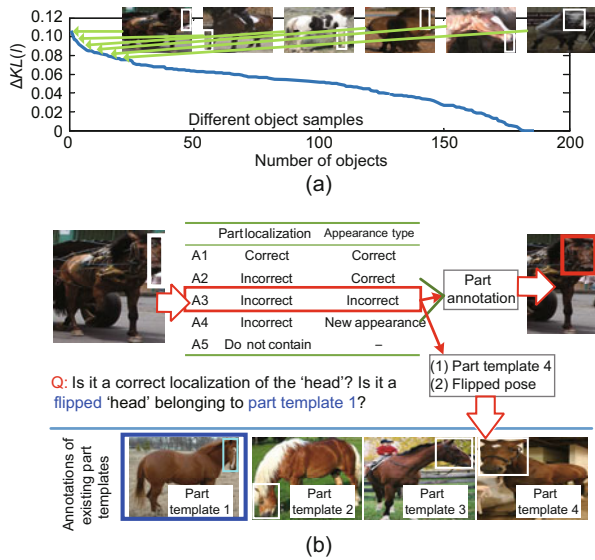 0.12
0.10
0.08
0.06
0.04
0.02
0
ΔKL(I)
Different object samples
0 50 100 150 200
Number of objects
(a)
Part localization Appearance type
A1 Correct Correct
A2 Incorrect Correct
A3 Incorrect Incorrect
A4 Incorrect New appearance
A5 Do not contain –
Part
annotation
(1) Part template 4
(2) Flipped pose
Q: Is it a correct localization of the ‘head’? Is it a
flipped ‘head’ belonging to part template 1?
Annotations of
existing part
templates
Part
template 1
Part
template 2
Part
template 3
Part
template 4
(b)